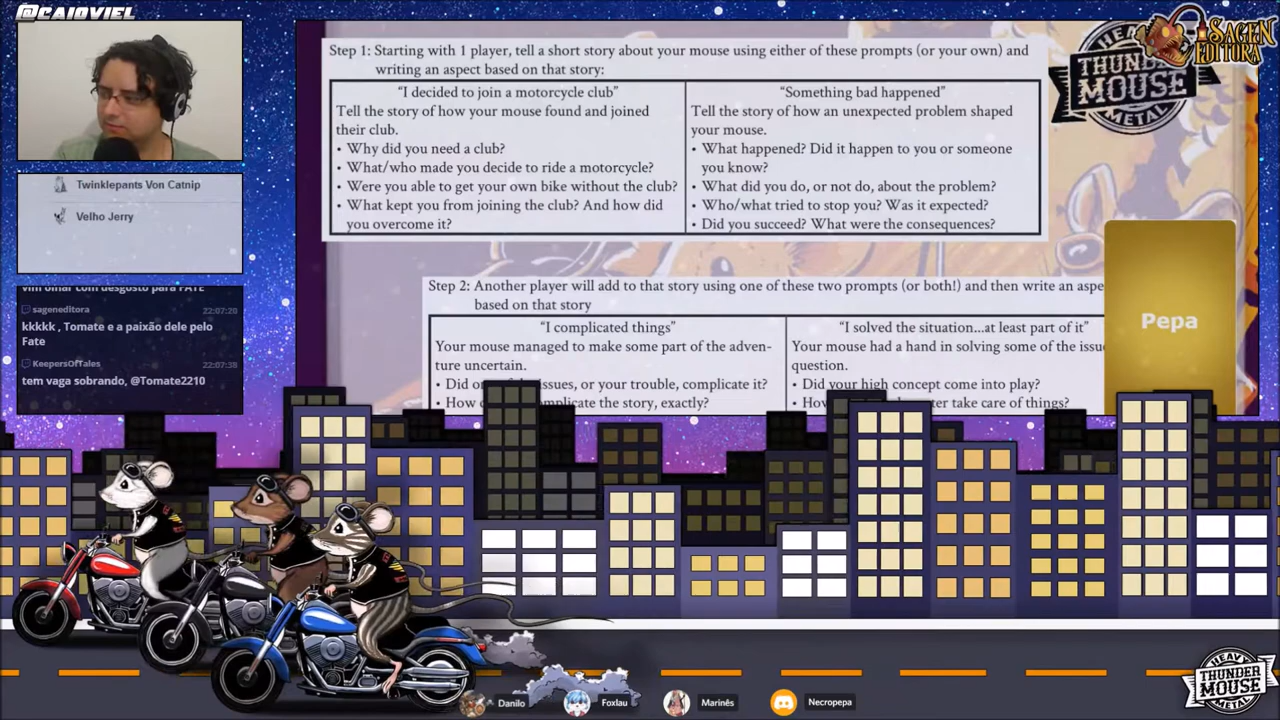 @CAIOVIEL
Twinklepants Von Catnip
Velho Jerry
sageneditora 22:07:20
kkkkk , Tomate e a paixão dele pelo
Fate
KeepersOfTales 22:07:38
tem vaga sobrando, @Tomate2210
Step 1: Starting with 1 player, tell a short story about your mouse using either of these prompts (or your own) and
writing an aspect based on that story:
“I decided to join a motorcycle club”
Tell the story of how your mouse found and joined
their club.
• Why did you need a club?
• What/who made you decide to ride a motorcycle?
• Were you able to get your own bike without the club?
• What kept you from joining the club? And how did
you overcome it?
“Something bad happened”
Tell the story of how an unexpected problem shaped
your mouse.
• What happened? Did it happen to you or someone
you know?
• What did you do, or not do, about the problem?
• Who/what tried to stop you? Was it expected?
• Did you succeed? What were the consequences?
Step 2: Another player will add to that story using one of these two prompts (or both!) and then write an aspe
based on that story
“I complicated things”
Your mouse managed to make some part of the adven-
ture uncertain.
• Did o issues, or your trouble, complicate it?
• How mplicate the story, exactly?
“I solved the situation...at least part of it”
Your mouse had a hand in solving some of the issu
question.
• Did your high concept come into play?
• How ter take care of things?
HEAVY
THUNDER
MOUSE
METAL
SAGEN
EDITORA
Pepa
Danilo
Foxlau
Marinês
Necropepa
HEAVY
THUNDER
MOUSE
METAL